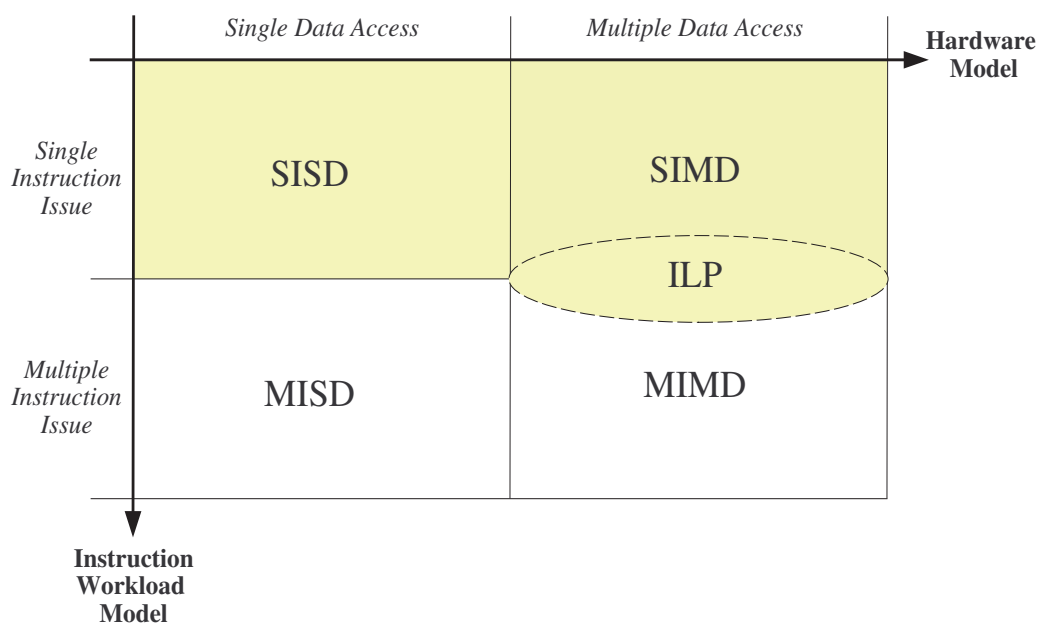 Single Data Access
Multiple Data Access
Hardware
Model
Single
Instruction
Issue
SISD
SIMD
ILP
Multiple
Instruction
Issue
MISD
MIMD
Instruction
Workload
Model